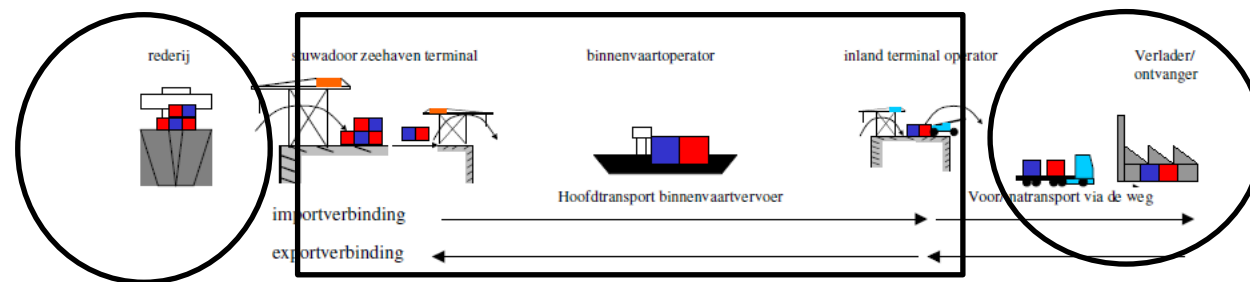 rederij
stuwadoor zeehaven terminal
binnenvaartoperator
inland terminal operator
Verlader/
ontvanger
Hoofdtransport binnenvaartvervoer
Voor/natransport via de weg
importverbinding
exportverbinding